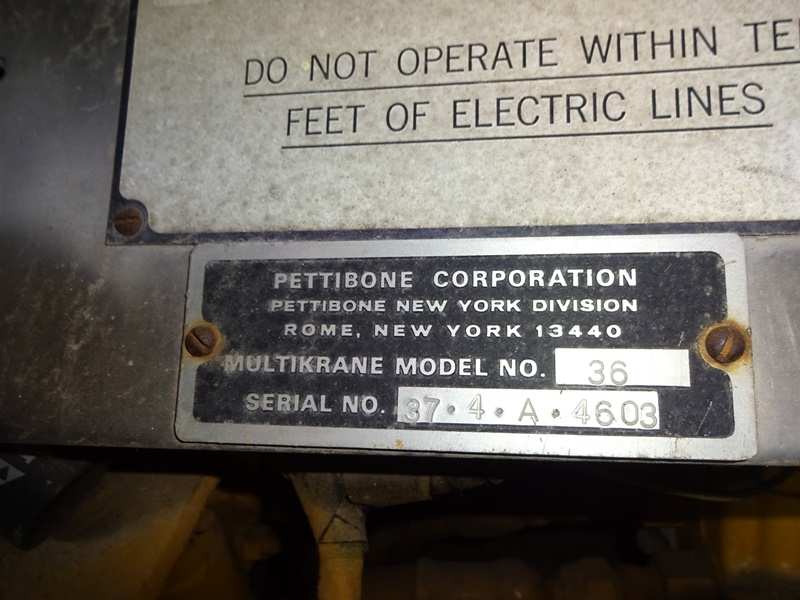 DO NOT OPERATE WITHIN TE
FEET OF ELECTRIC LINES
PETTIBONE CORPORATION
PETTIBONE NEW YORK DIVISION
ROME, NEW YORK 13440
MULTIKRANE MODEL NO. 36
SERIAL NO. 37•4•A•4603